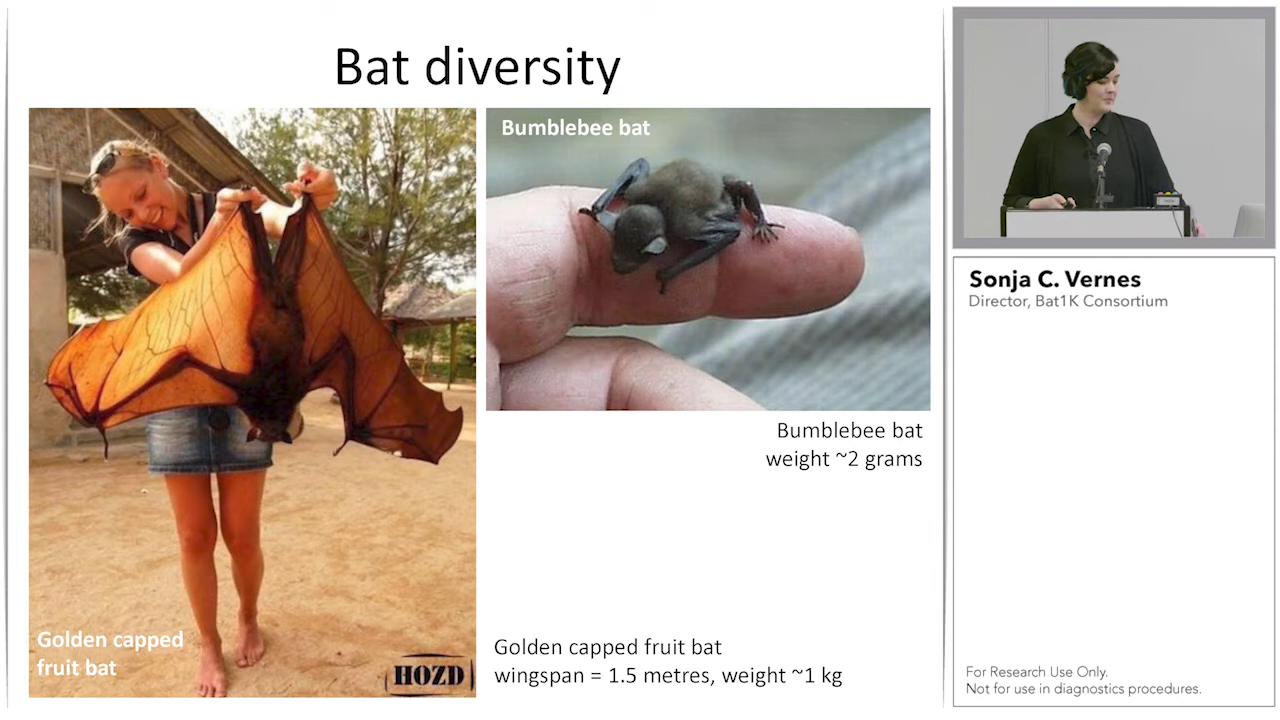 Bat diversity
Golden capped
fruit bat
HOZD
Bumblebee bat
Bumblebee bat
weight ~2 grams
Golden capped fruit bat
wingspan = 1.5 metres, weight ~1 kg
Sonja C. Vernes
Director, Bat1K Consortium
For Research Use Only.
Not for use in diagnostics procedures.